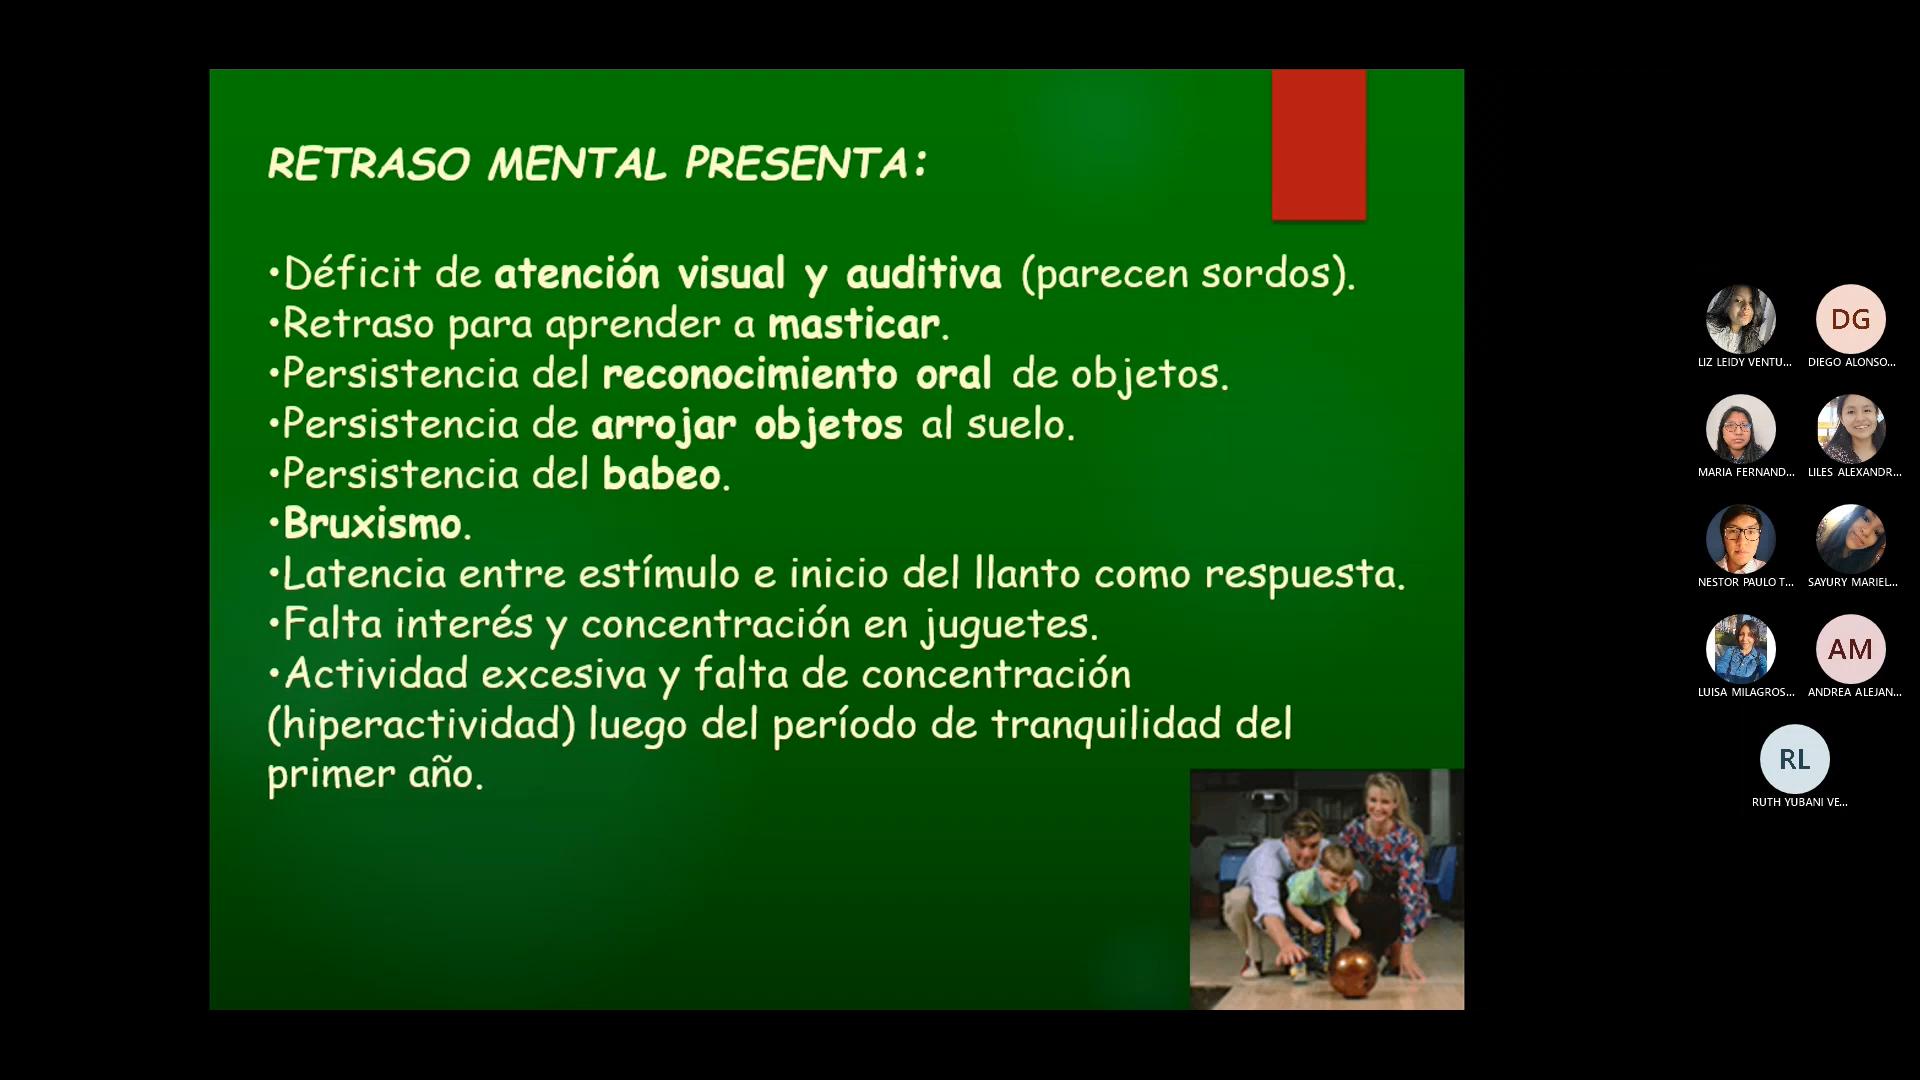 RETRASO MENTAL PRESENTA:
•Déficit de atención visual y auditiva (parecen sordos).
•Retraso para aprender a masticar.
•Persistencia del reconocimiento oral de objetos.
•Persistencia de arrojar objetos al suelo.
•Persistencia del babeo.
•Bruxismo.
•Latencia entre estímulo e inicio del llanto como respuesta.
•Falta interés y concentración en juguetes.
•Actividad excesiva y falta de concentración
(hiperactividad) luego del período de tranquilidad del
primer año.
LIZ LEIDY VENTU...
DG
DIEGO ALONSO...
MARIA FERNAND...
LILES ALEXANDR...
NESTOR PAULO T...
SAYURY MARIEL...
LUISA MILAGROS...
AM
ANDREA ALEJAN...
RL
RUTH YUBANI VE...